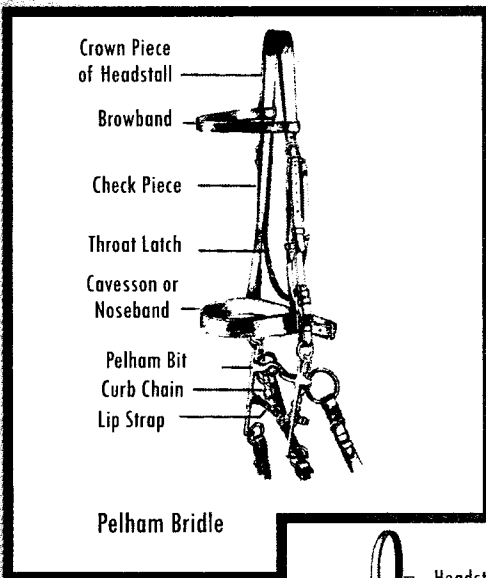 Crown Piece
of Headstall
Browband
Check Piece
Throat Latch
Cavesson or
Noseband
Pelham Bit
Curb Chain
Lip Strap
Pelham Bridle